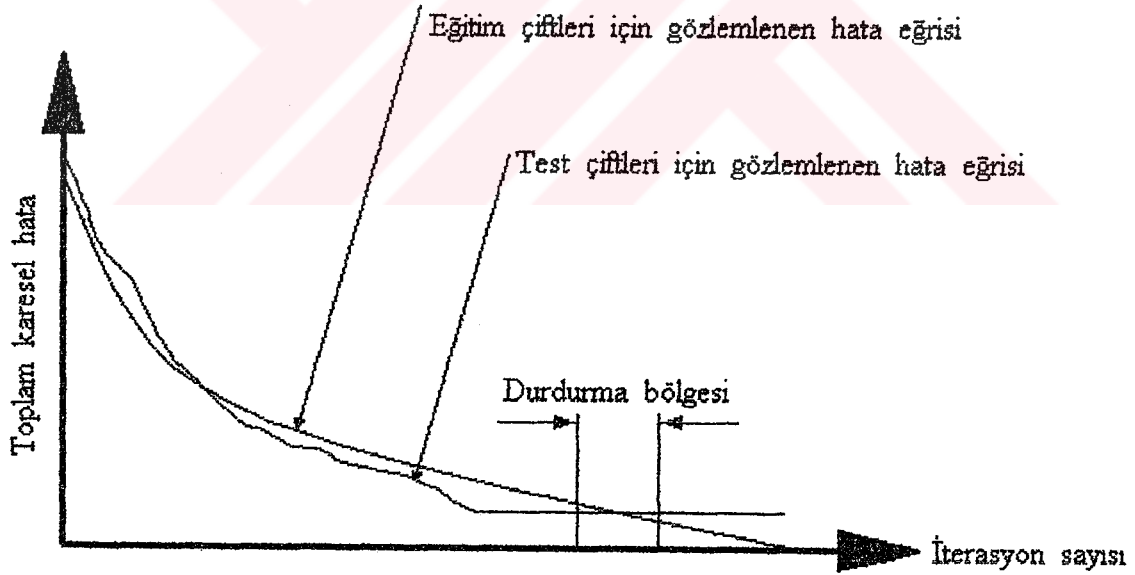 Eğitim çiftleri için gözlemlenen hata eğrisi
Test çiftleri için gözlemlenen hata eğrisi
Toplam karesel hata
Durdurma bölgesi
İterasyon sayısı